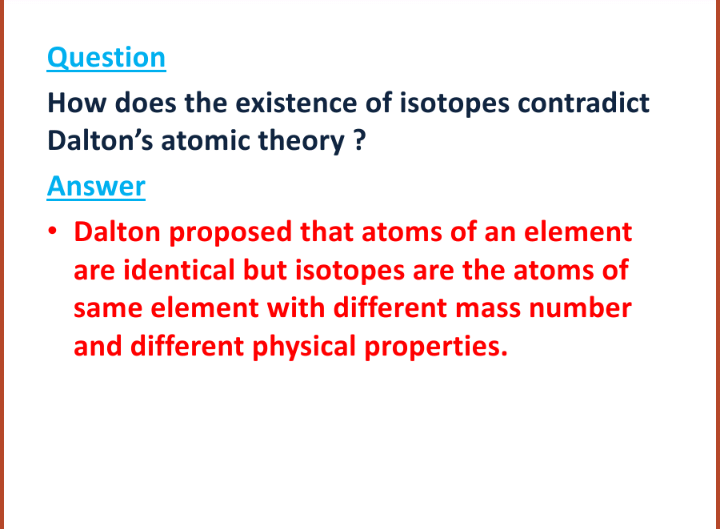 Question
How does the existence of isotopes contradict
Dalton’s atomic theory ?
Answer
• Dalton proposed that atoms of an element
are identical but isotopes are the atoms of
same element with different mass number
and different physical properties.